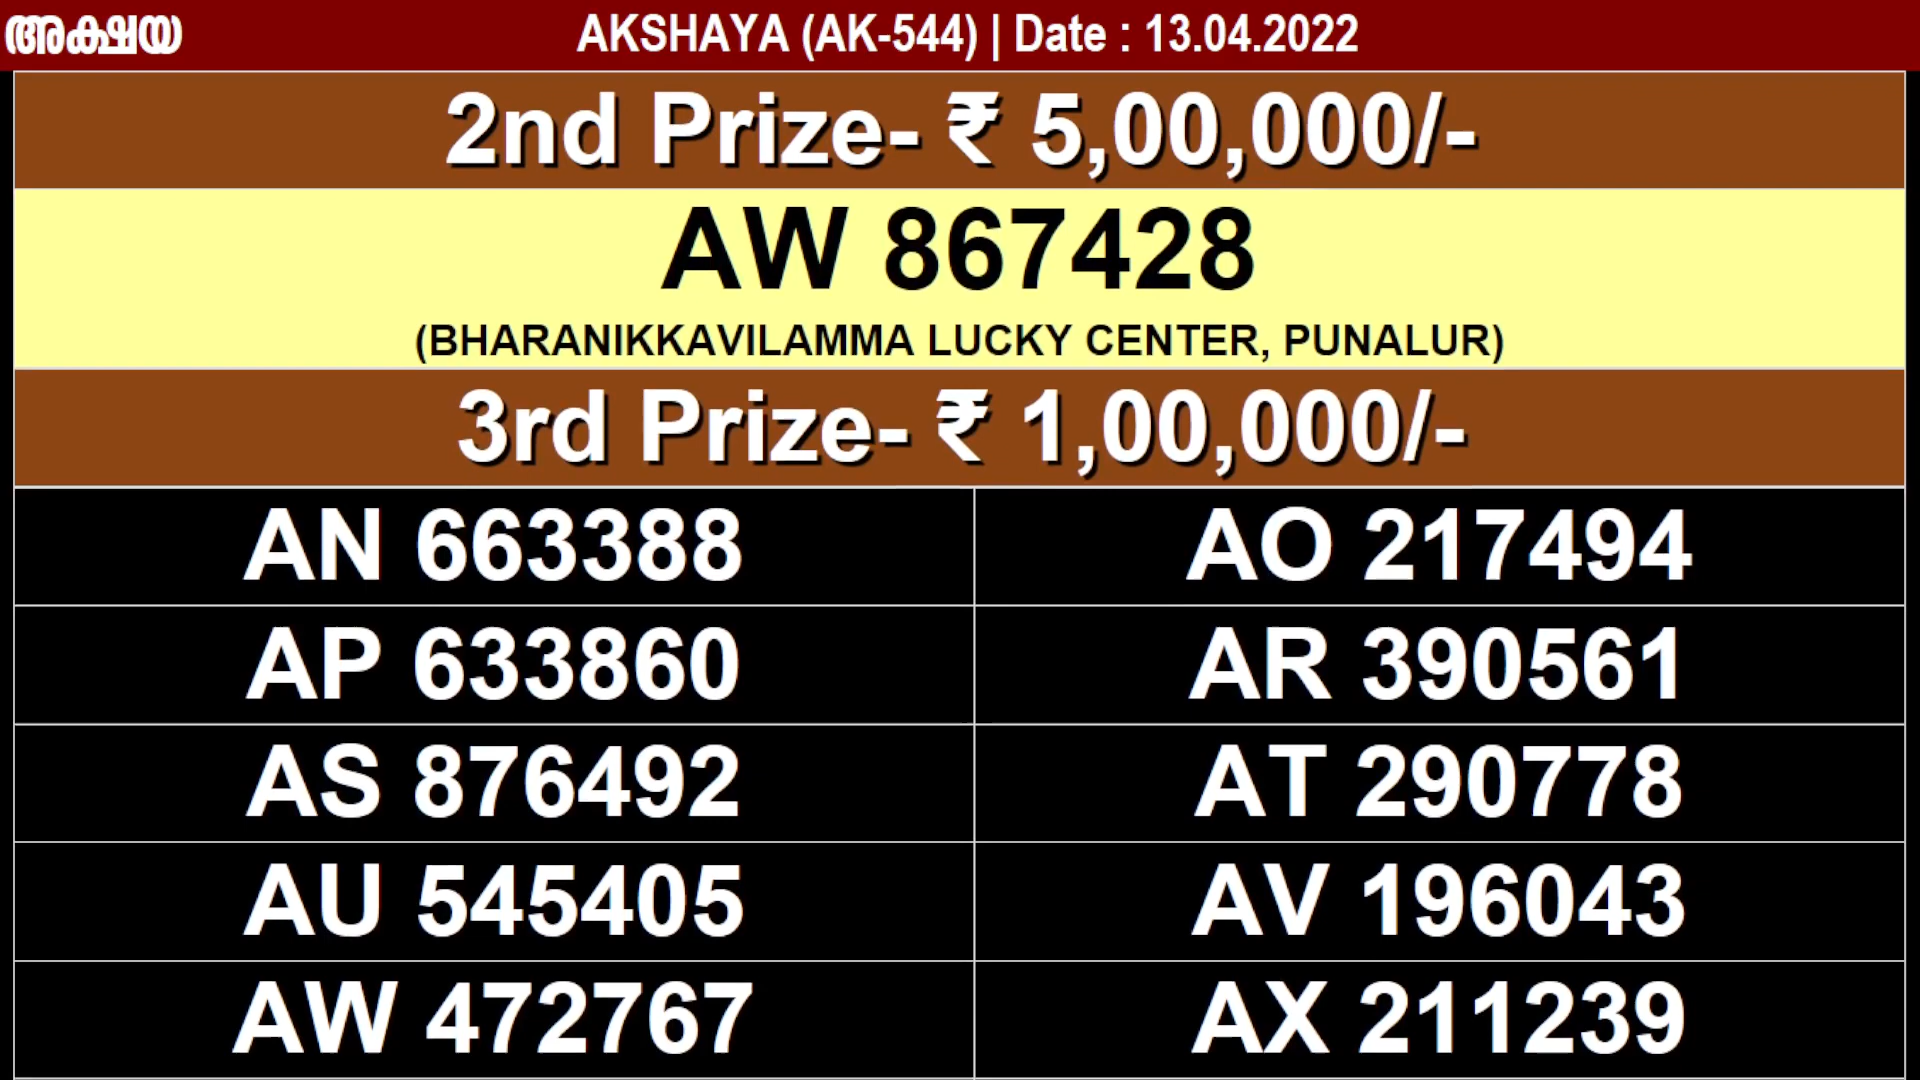 അക്ഷയ
AKSHAYA (AK-544) | Date : 13.04.2022
2nd Prize- ₹ 5,00,000/-
AW 867428
(BHARANIKKAVILAMMA LUCKY CENTER, PUNALUR)
3rd Prize- ₹ 1,00,000/-
AN 663388 AO 217494
AP 633860 AR 390561
AS 876492 AT 290778
AU 545405 AV 196043
AW 472767 AX 211239